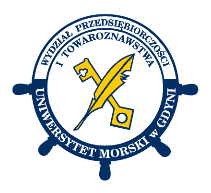 WYDZIAŁ PRZEDSIĘBIORCZOŚCI
I TOWAROZNAWSTWA
UNIWERSYTET MORSKI W GDYNI